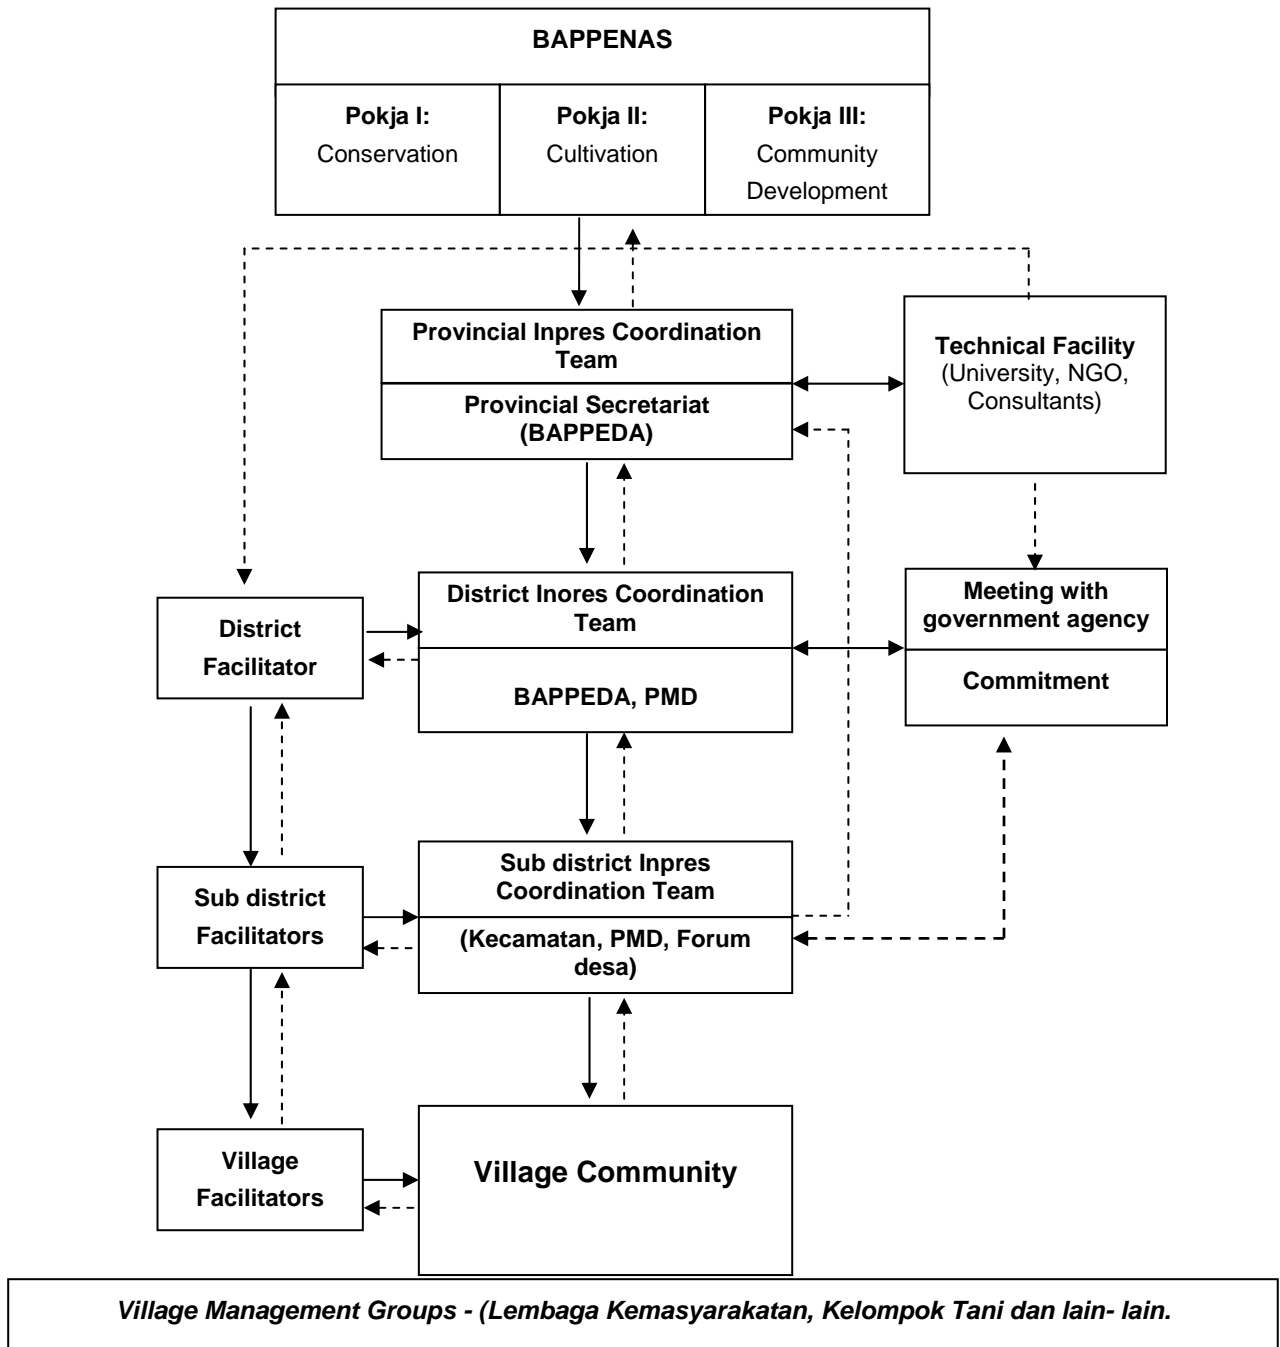 BAPPENAS
Pokja I:
Conservation
Pokja II:
Cultivation
Pokja III:
Community
Development
Provincial Inpres Coordination
Team
Provincial Secretariat
(BAPPEDA)
Technical Facility
(University, NGO,
Consultants)
District
Facilitator
District Inores Coordination
Team
BAPPEDA, PMD
Meeting with
government agency
Commitment
Sub district
Facilitators
Sub district Inpres
Coordination Team
(Kecamatan, PMD, Forum
desa)
Village
Facilitators
Village Community
Village Management Groups - (Lembaga Kemasyarakatan, Kelompok Tani dan lain- lain.